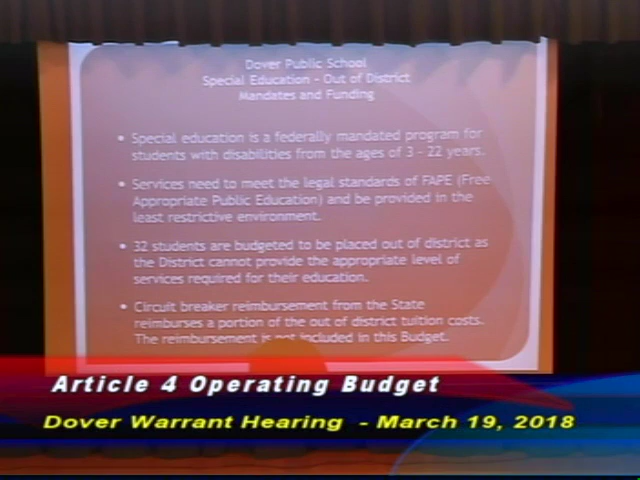 Dover Public School
Special Education - Out of District
Mandates and Funding
• Special education is a federally mandated program for
students with disabilities from the ages of 3 - 22 years.
• Services need to meet the legal standards of FAPE (Free
Appropriate Public Education) and be provided in the
least restrictive environment.
• 32 students are budgeted to be placed out of district as
the District cannot provide the appropriate level of
services required for their education.
• Circuit breaker reimbursement from the State
reimburses a portion of the out of district tuition costs.
The reimbursement is not included in this Budget.
Article 4 Operating Budget
Dover Warrant Hearing - March 19, 2018